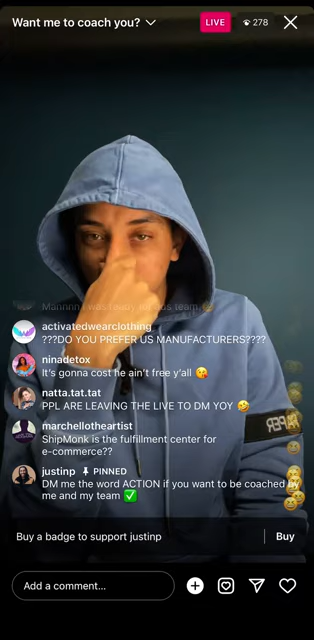 Want me to coach you?
LIVE
278
activatedwearclothing
???DO YOU PREFER US MANUFACTURERS????
ninadetox
It's gonna cost he ain't free y'all 😘
natta.tat.tat
PPL ARE LEAVING THE LIVE TO DM YOY 🤣
marchellotheartist
ShipMonk is the fulfillment center for
e-commerce??
justinp PINNED
DM me the word ACTION if you want to be coached by
me and my team ✅
Buy a badge to support justinp
Buy
Add a comment...